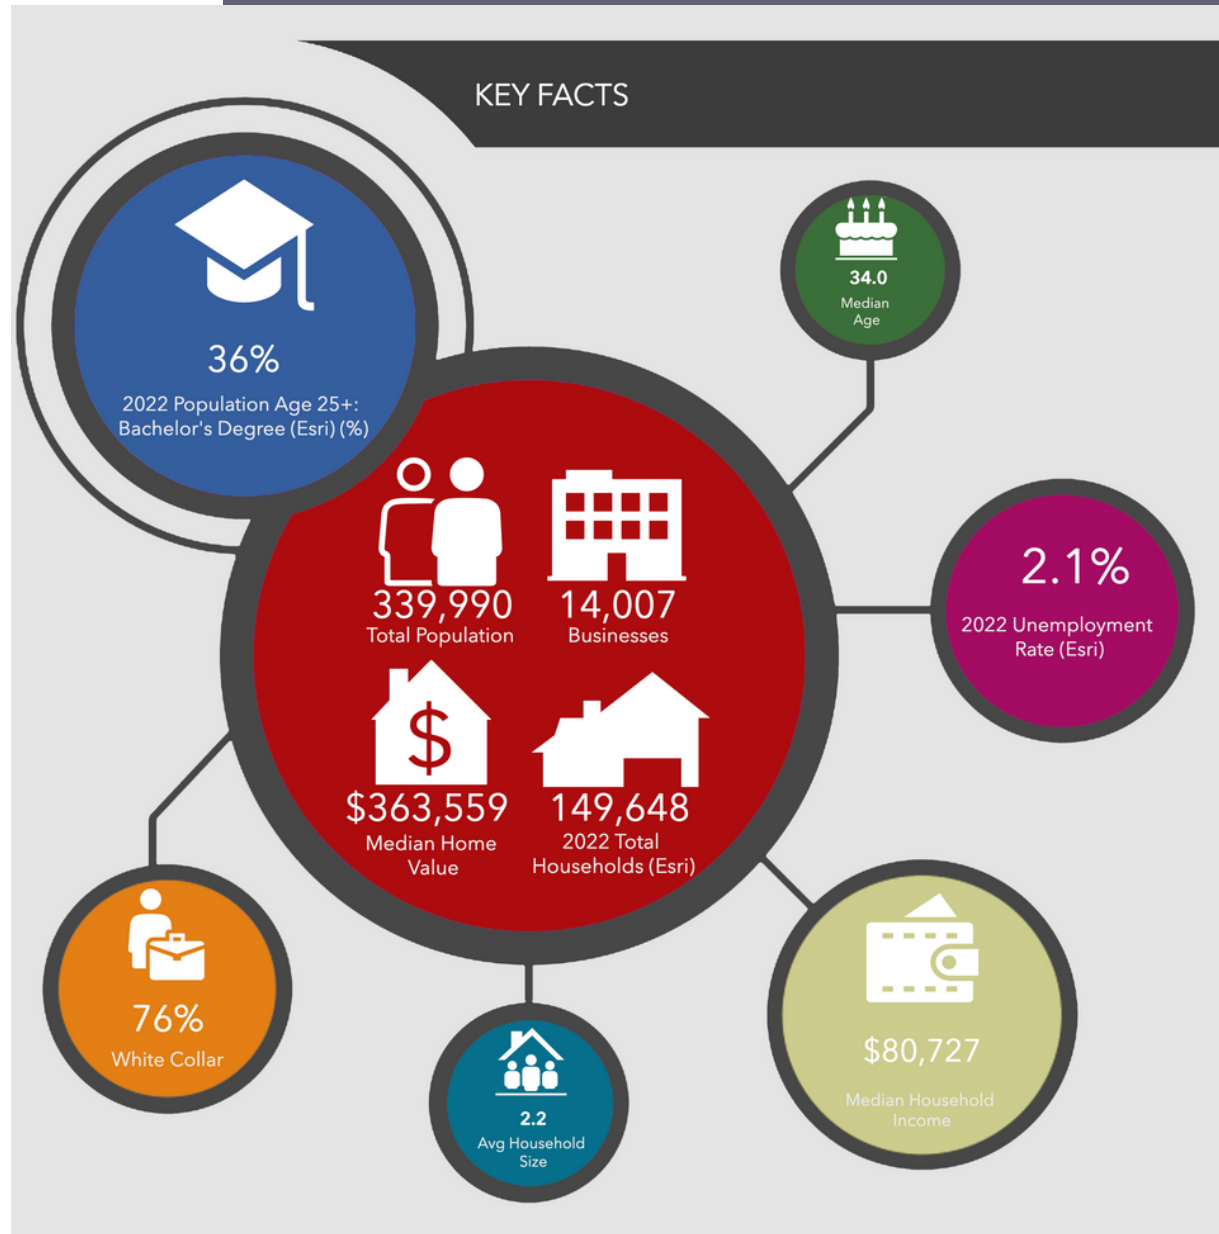 KEY FACTS
36%
2022 Population Age 25+:
Bachelor's Degree (Esri) (%)
34.0
Median
Age
339,990
Total Population
14,007
Businesses
2.1%
2022 Unemployment
Rate (Esri)
$
$363,559
Median Home
Value
149,648
2022 Total
Households (Esri)
76%
White Collar
2.2
Avg Household
Size
$80,727
Median Household
Income